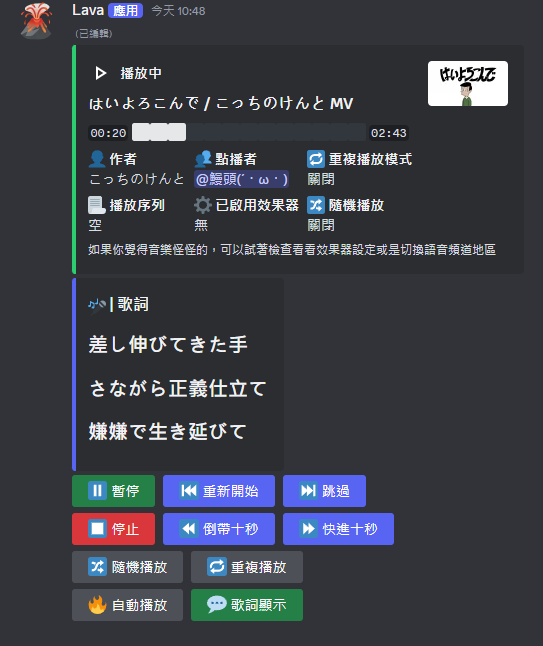 Lava 應用 今天 10:48
(已編輯)
播放中
はいよろこんで / こっちのけんと MV
はいよろこんで
00:20 02:43
作者 點播者 重複播放模式
こっちのけんと @饅頭(´・ω・) 關閉
播放序列 已啟用效果器 隨機播放
空 無 關閉
如果你覺得音樂怪怪的，可以試著檢查看看效果器設定或是切換語音頻道地區
| 歌詞
差し伸びてきた手
さながら正義仕立て
嫌嫌で生き延びて
暫停 重新開始 跳過
停止 倒帶十秒 快進十秒
隨機播放 重複播放
自動播放 歌詞顯示